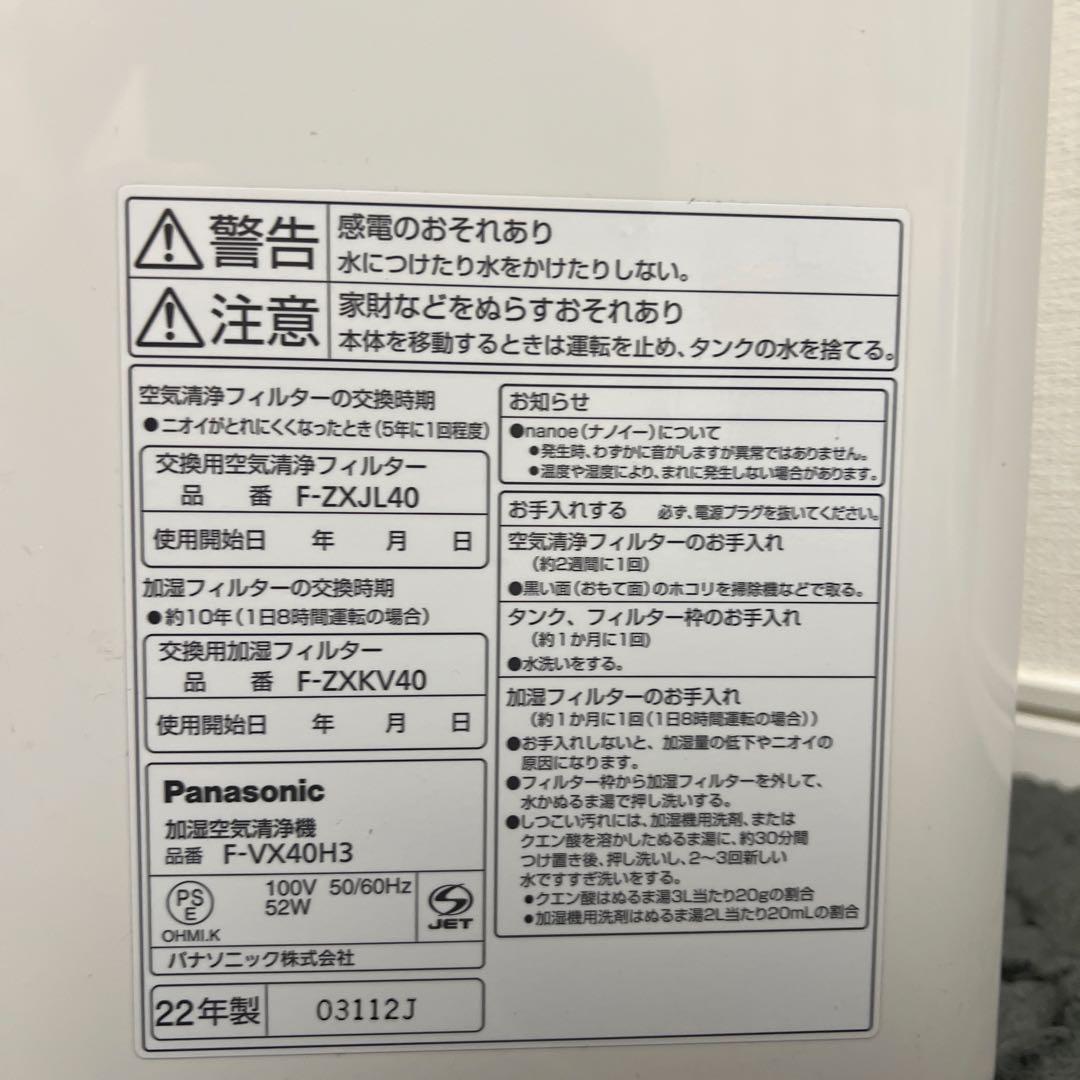 警告
感電のおそれあり
水につけたり水をかけたりしない。
注意
家財などをぬらすおそれあり
本体を移動するときは運転を止め、タンクの水を捨てる。
空気清浄フィルターの交換時期
●ニオイがとれにくくなったとき(5年に1回程度)
交換用空気清浄フィルター
品番 F-ZXJL40
使用開始日 年 月 日
加湿フィルターの交換時期
●約10年(1日8時間運転の場合)
交換用加湿フィルター
品番 F-ZXKV40
使用開始日 年 月 日
Panasonic
加湿空気清浄機
品番 F-VX40H3
PS
E
OHMI.K
100V 50/60Hz
52W
S
JET
パナソニック株式会社
22年製 03112J
お知らせ
●nanoe(ナノイー)について
●発生時、わずかに音がしますが異常ではありません。
●温度や湿度により、まれに発生しない場合があります。
お手入れする 必ず、電源プラグを抜いてください。
空気清浄フィルターのお手入れ
(約2週間に1回)
●黒い面(おもて面)のホコリを掃除機などで取る。
タンク、フィルター枠のお手入れ
(約1か月に1回)
●水洗いをする。
加湿フィルターのお手入れ
(約1か月に1回(1日8時間運転の場合))
●お手入れしないと、加湿量の低下やニオイの
原因になります。
●フィルター枠から加湿フィルターを外して、
水かぬるま湯で押し洗いする。
●しつこい汚れには、加湿機用洗剤、または
クエン酸を溶かしたぬるま湯に、約30分間
つけ置き後、押し洗いし、2～3回新しい
水ですすぎ洗いをする。
●クエン酸はぬるま湯3L当たり20gの割合
●加湿機用洗剤はぬるま湯2L当たり20mLの割合